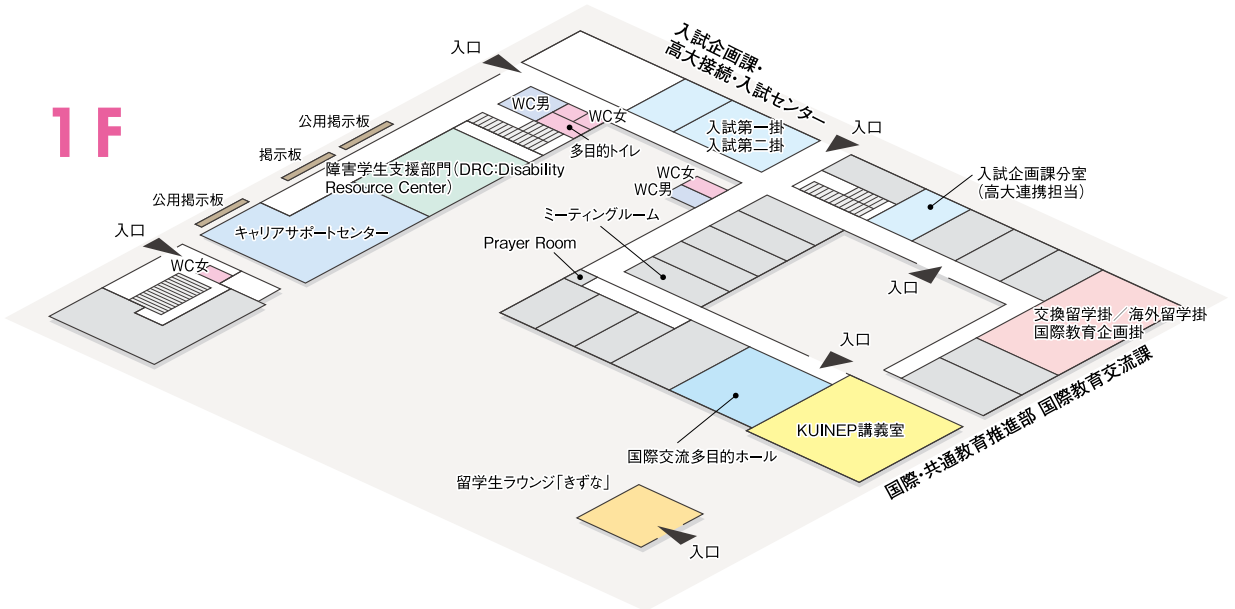 1F
入口
入試企画課・
高大接続・入試センター
WC男
WC女
多目的トイレ
入試第一掛
入試第二掛
入口
公用掲示板
掲示板
公用掲示板
障害学生支援部門(DRC:Disability
Resource Center)
キャリアサポートセンター
入口
WC女
WC女
WC男
ミーティングルーム
Prayer Room
入試企画課分室
(高大連携担当)
入口
交換留学掛/海外留学掛
国際教育企画掛
入口
KUINEP講義室
国際交流多目的ホール
国際・共通教育推進部 国際教育交流課
留学生ラウンジ「きずな」
入口